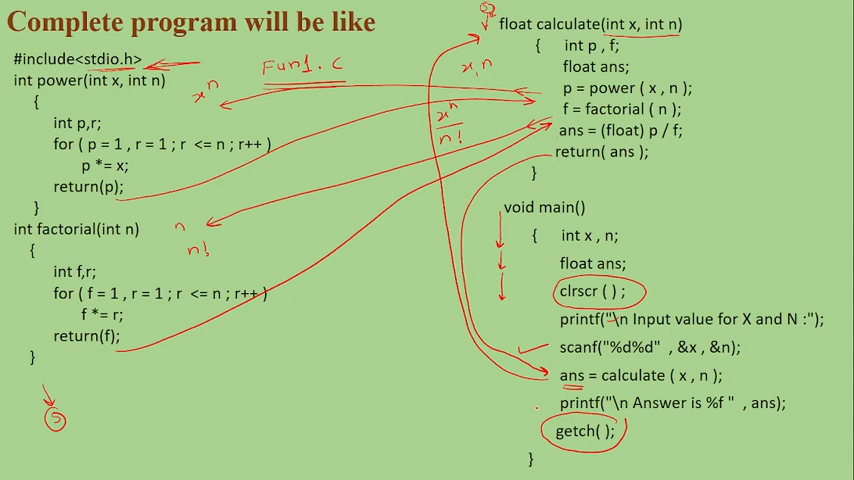 Complete program will be like
#include<stdio.h>
int power(int x, int n)
{
int p,r;
for ( p = 1 , r = 1 ; r <= n ; r++ )
p *= x;
return(p);
}
int factorial(int n)
{
int f,r;
for ( f = 1 , r = 1 ; r <= n ; r++ )
f *= r;
return(f);
}
S
Fun1.c
xⁿ
n
n!
x,n
xⁿ
n!
float calculate(int x, int n)
{ int p , f;
float ans;
p = power ( x , n );
f = factorial ( n );
ans = (float) p / f;
return( ans );
}
void main()
{ int x , n;
float ans;
clrscr ( ) ;
printf("\n Input value for X and N :");
scanf("%d%d" , &x , &n);
ans = calculate ( x , n );
printf("\n Answer is %f " , ans);
getch( );
}